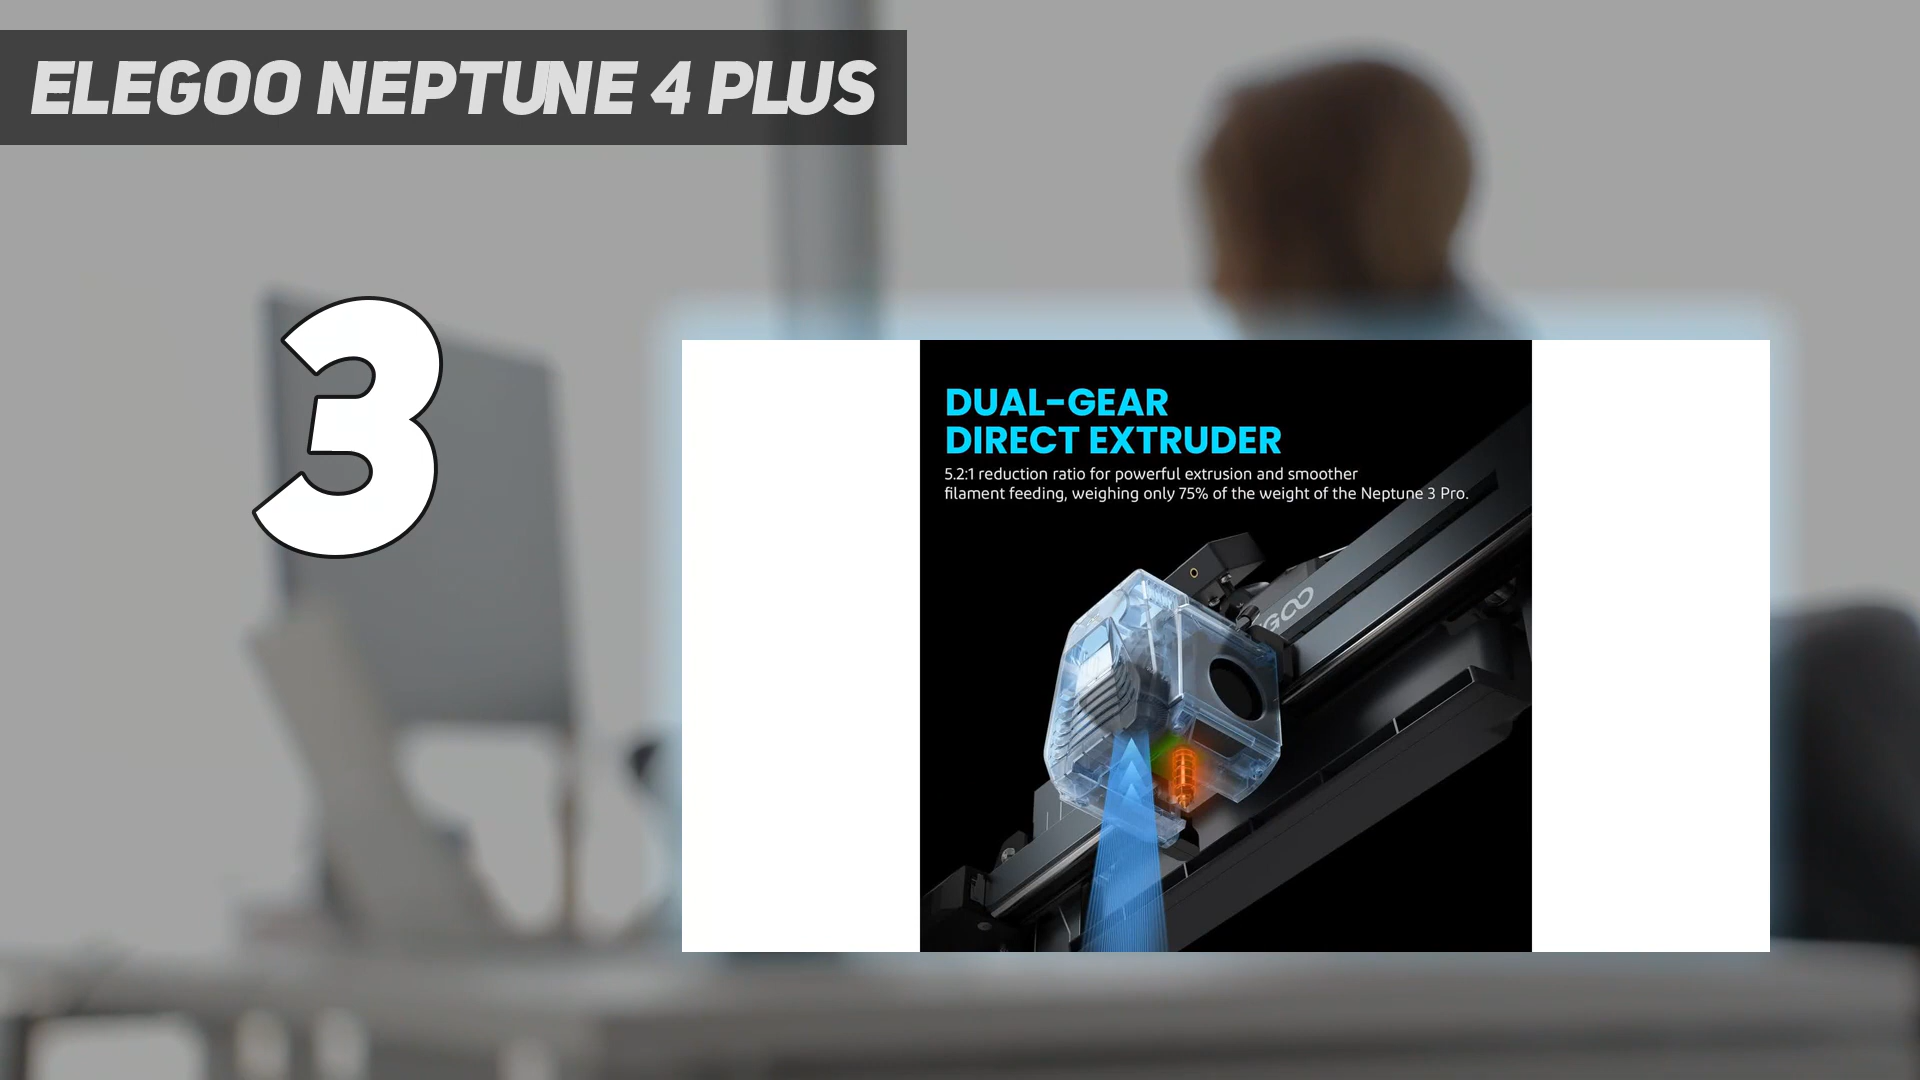 ELEGOO NEPTUNE 4 PLUS
3
DUAL-GEAR
DIRECT EXTRUDER
5.2:1 reduction ratio for powerful extrusion and smoother
filament feeding, weighing only 75% of the weight of the Neptune 3 Pro.
GOO